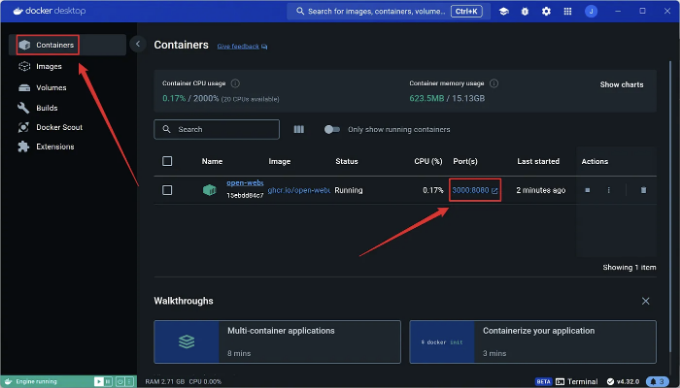 docker desktop
Search for images, containers, volume... Ctrl+K
J
Containers
Images
Volumes
Builds
Docker Scout
Extensions
Containers Give feedback
Container CPU usage
0.17% / 2000% (20 CPUs available)
Container memory usage
623.5MB / 15.13GB
Show charts
Search
Only show running containers
Name Image Status CPU (%) Port(s) Last started Actions
open-webu
15ebdd84c7
ghcr.io/open-webu Running 0.17% 3000:8080 2 minutes ago
Showing 1 item
Walkthroughs
Multi-container applications
8 mins
docker init
Containerize your application
3 mins
Engine running
RAM 2.71 GB CPU 0.00%
BETA Terminal v4.32.0 3